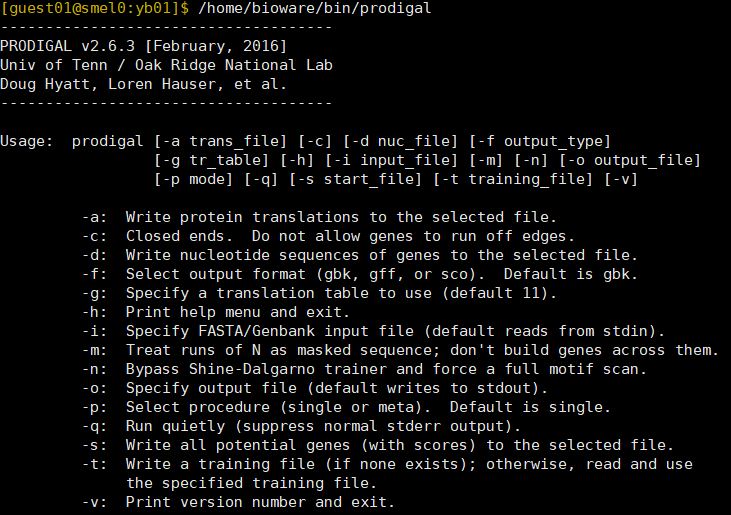 [guest01@smel0:yb01]$ /home/bioware/bin/prodigal
-------------------------------------
PRODIGAL v2.6.3 [February, 2016]
Univ of Tenn / Oak Ridge National Lab
Doug Hyatt, Loren Hauser, et al.
-------------------------------------
Usage:  prodigal [-a trans_file] [-c] [-d nuc_file] [-f output_type]
                 [-g tr_table] [-h] [-i input_file] [-m] [-n] [-o output_file]
                 [-p mode] [-q] [-s start_file] [-t training_file] [-v]
         -a:  Write protein translations to the selected file.
         -c:  Closed ends.  Do not allow genes to run off edges.
         -d:  Write nucleotide sequences of genes to the selected file.
         -f:  Select output format (gbk, gff, or sco).  Default is gbk.
         -g:  Specify a translation table to use (default 11).
         -h:  Print help menu and exit.
         -i:  Specify FASTA/Genbank input file (default reads from stdin).
         -m:  Treat runs of N as masked sequence; don't build genes across them.
         -n:  Bypass Shine-Dalgarno trainer and force a full motif scan.
         -o:  Specify output file (default writes to stdout).
         -p:  Select procedure (single or meta).  Default is single.
         -q:  Run quietly (suppress normal stderr output).
         -s:  Write all potential genes (with scores) to the selected file.
         -t:  Write a training file (if none exists); otherwise, read and use
              the specified training file.
         -v:  Print version number and exit.